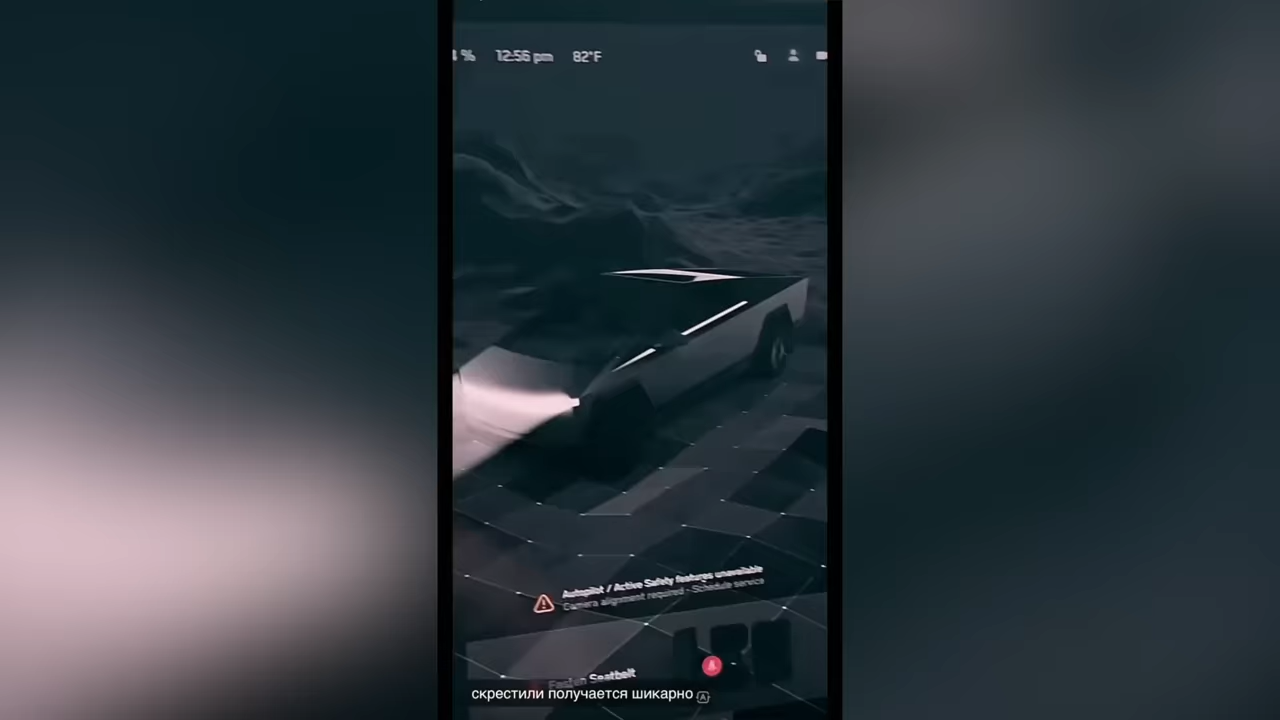 %
12:56 pm
82°F
Autopilot / Active Safety features unavailable
Camera alignment required - Schedule service
Fasten Seatbelt
скрестили получается шикарно